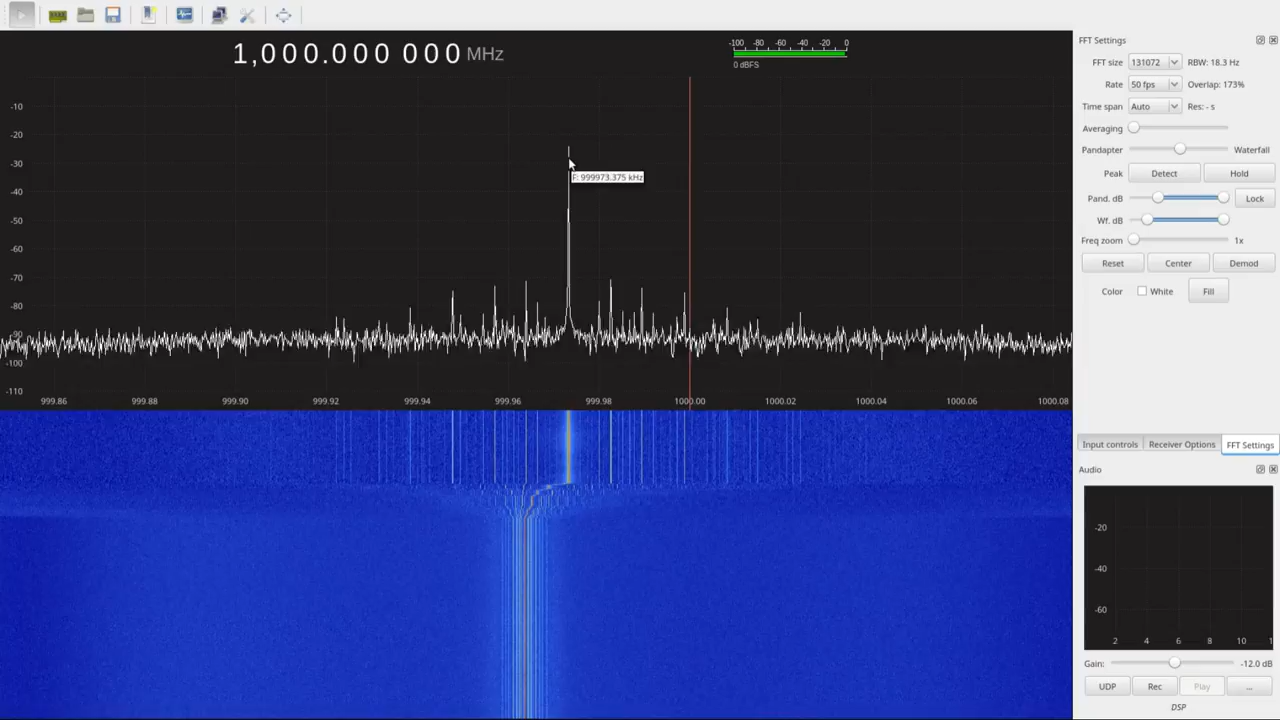 1,000.000 000 MHz
-100 -80 -60 -40 -20 0
0 dBFS
-10
-20
-30
-40
-50
-60
-70
-80
-90
-100
-110
F: 999973.375 kHz
999.86 999.88 999.90 999.92 999.94 999.96 999.98 1000.00 1000.02 1000.04 1000.06 1000.08
FFT Settings
FFT size 131072 RBW: 18.3 Hz
Rate 50 fps Overlap: 173%
Time span Auto Res: - s
Averaging
Pandapter Waterfall
Peak Detect Hold
Pand. dB Lock
Wf. dB
Freq zoom 1x
Reset Center Demod
Color White Fill
Input controls Receiver Options FFT Settings
Audio
-20
-40
-60
2 4 6 8 10 1
Gain: -12.0 dB
UDP Rec Play ...
DSP